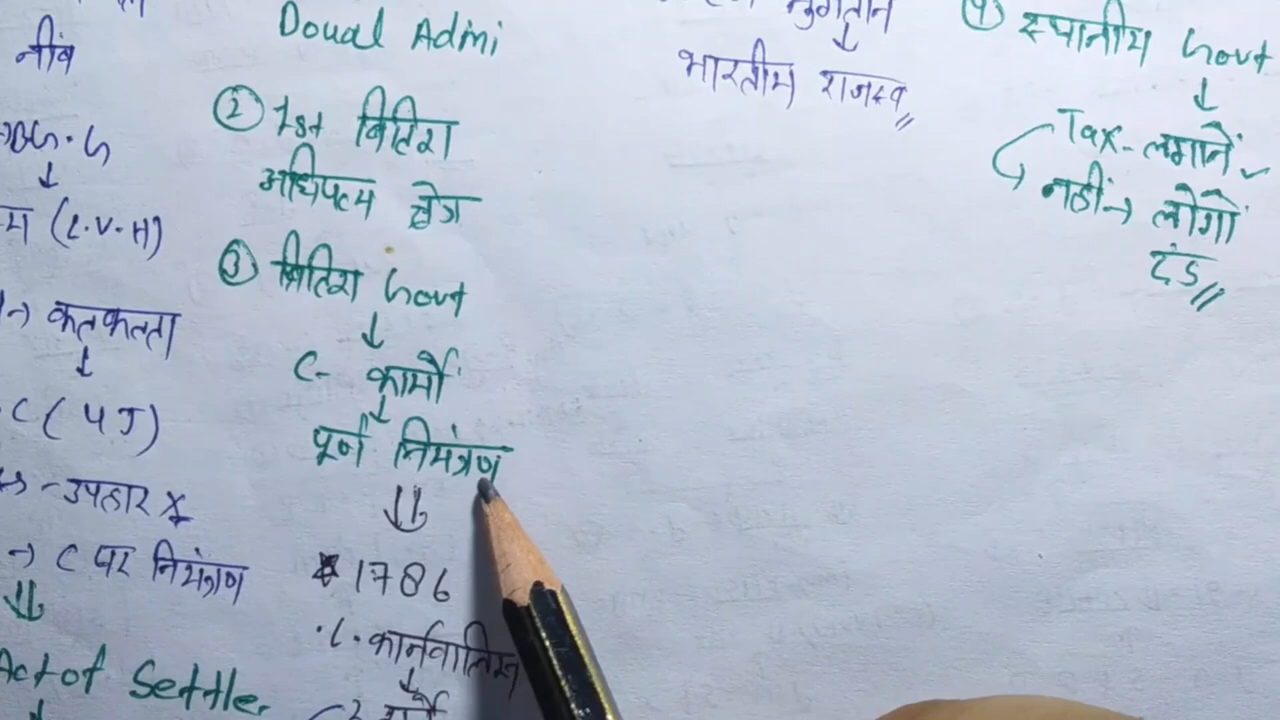 नींव
(L.V.H)
कलकत्ता
↓
C (4 J)
- उपहार x
→ C पर नियंत्रण
⇓
Act of Settle.
↓
Doual Admi
② 1st ब्रिटिश
अधिपत्य क्षेत्र
③ ब्रिटिश Govt
↓
C- कार्यों
↓
पूर्ण नियंत्रण
⇓
* 1786
.L. कार्नवालिस
↓
भुगतान
↓
भारतीय राजस्व //
④ स्थानीय Govt
↓
Tax - लगानें ✓
नहीं → लोगों
दंड //